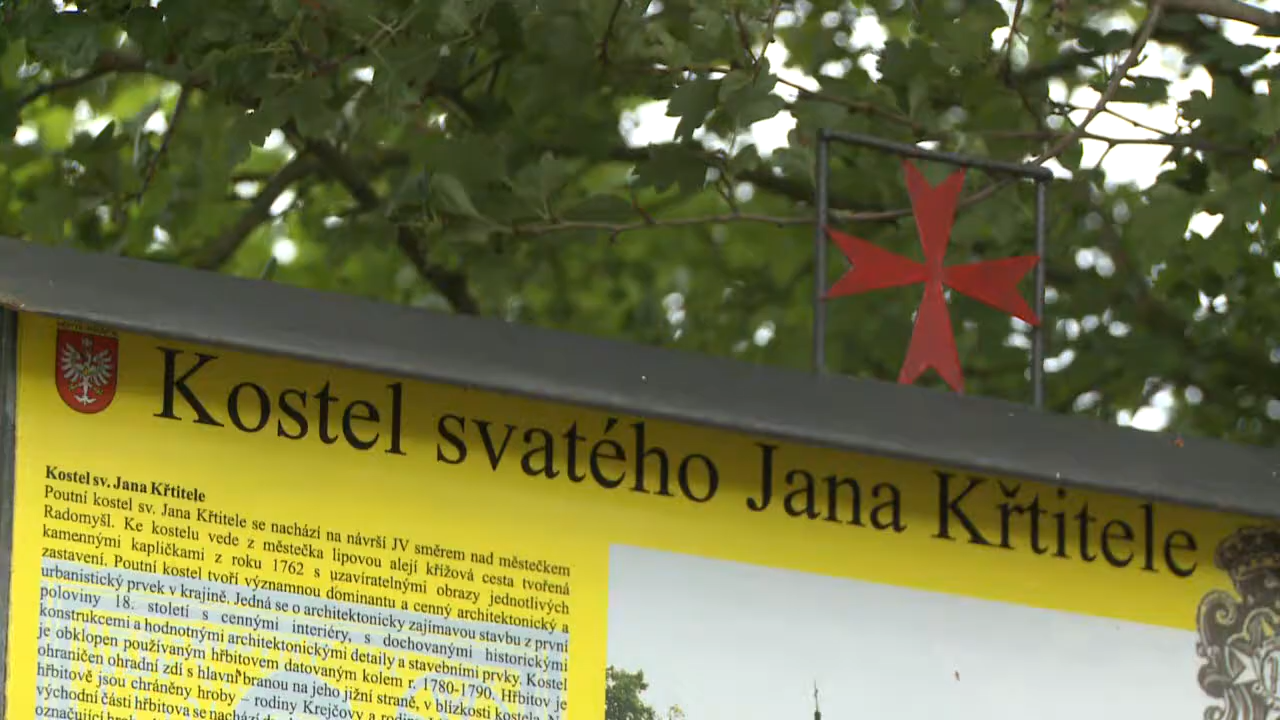 Kostel svatého Jana Křtitele
Kostel sv. Jana Křtitele
Poutní kostel sv. Jana Křtitele se nachází na návrší JV směrem nad městečkem
Radomyšl. Ke kostelu vede z městečka lipovou alejí křížová cesta tvořená
kamennými kapličkami z roku 1762 s uzavíratelnými obrazy jednotlivých
zastavení. Poutní kostel tvoří významnou dominantu a cenný architektonický a
urbanistický prvek v krajině. Jedná se o architektonicky zajímavou stavbu z první
poloviny 18. století s cennými interiéry, s dochovanými historickými
konstrukcemi a hodnotnými architektonickými detaily a stavebními prvky. Kostel
je obklopen používaným hřbitovem datovaným kolem r. 1780-1790. Hřbitov je
ohraničen ohradní zdí s hlavní branou na jeho jižní straně, v blízkosti kostela. N
hřbitově jsou chráněny hroby – rodiny Krejčovy a
východní části hřbitova se nachází
označující